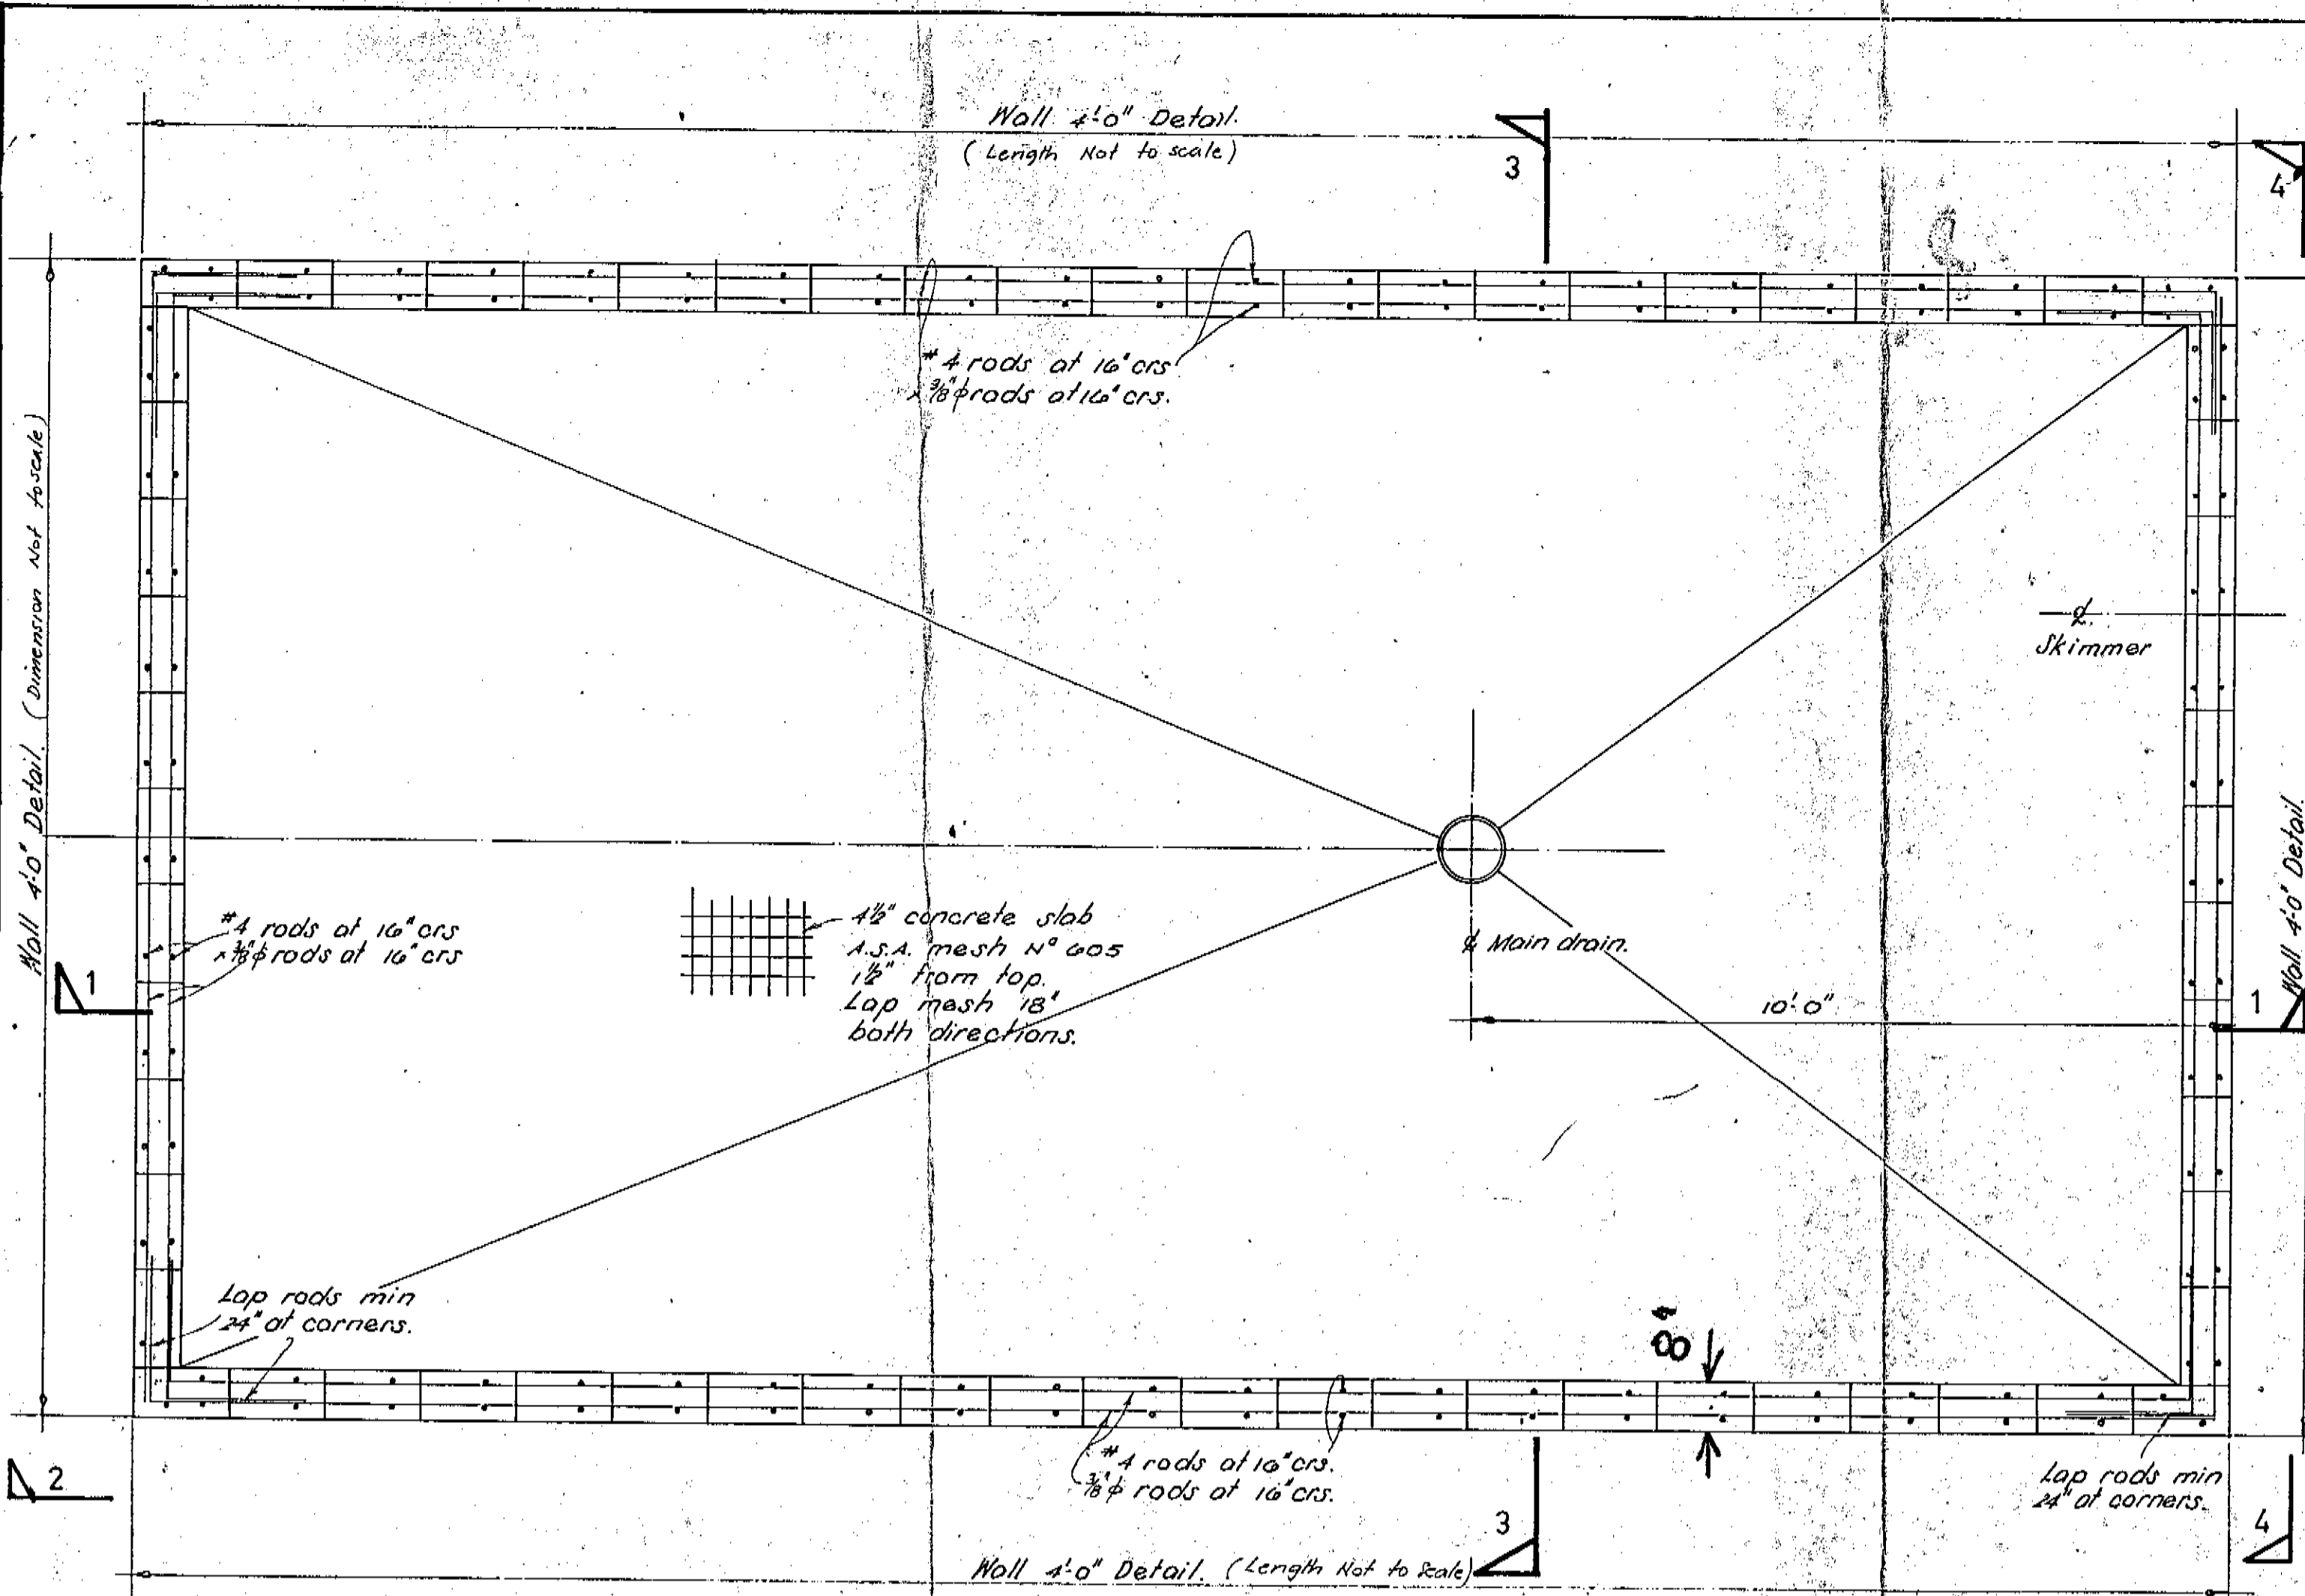 Wall 4'-0" Detail.
(Length Not to scale)
3
4
# 4 rods at 16" crs
x 3/8" ϕ rods at 16" crs.
Wall 4'-0" Detail. (Dimension Not to scale)
℄
Skimmer
# 4 rods at 16" crs
x 3/8" ϕ rods at 16" crs
1
4½" concrete slab
A.S.A. mesh Nº 605
1½" from top.
Lap mesh 18"
both directions.
℄ Main drain.
10'-0"
1
Wall 4'-0" Detail.
Lap rods min
24" at corners.
8"
2
# 4 rods at 16" crs.
3/8" ϕ rods at 16" crs.
Lap rods min
24" at corners.
3
4
Wall 4'-0" Detail. (Length Not to Scale)